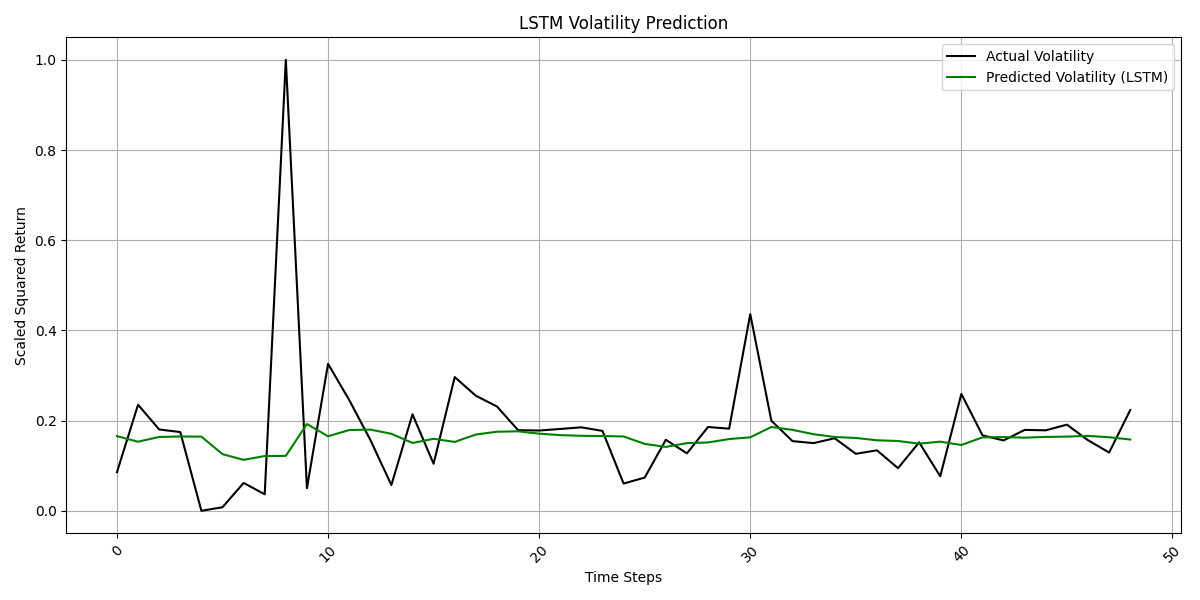 LSTM Volatility Prediction
Actual Volatility
Predicted Volatility (LSTM)
Scaled Squared Return
1.0
0.8
0.6
0.4
0.2
0.0
0
10
20
30
40
50
Time Steps